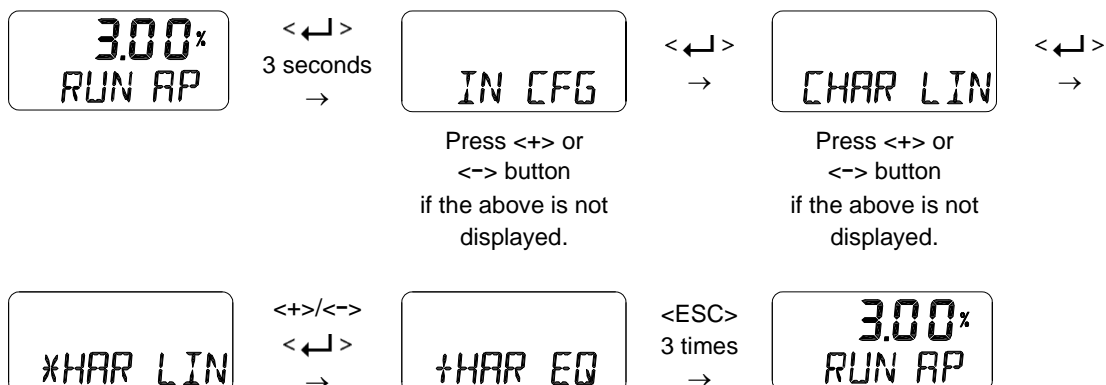 3.00%
RUN AP
< ↵ >
3 seconds
→
IN CFG
Press <+> or
<-> button
if the above is not
displayed.
< ↵ >
→
CHAR LIN
Press <+> or
<-> button
if the above is not
displayed.
< ↵ >
→
*HAR LIN
<+>/<->
< ↵ >
→
+HAR EQ
<ESC>
3 times
→
3.00%
RUN AP